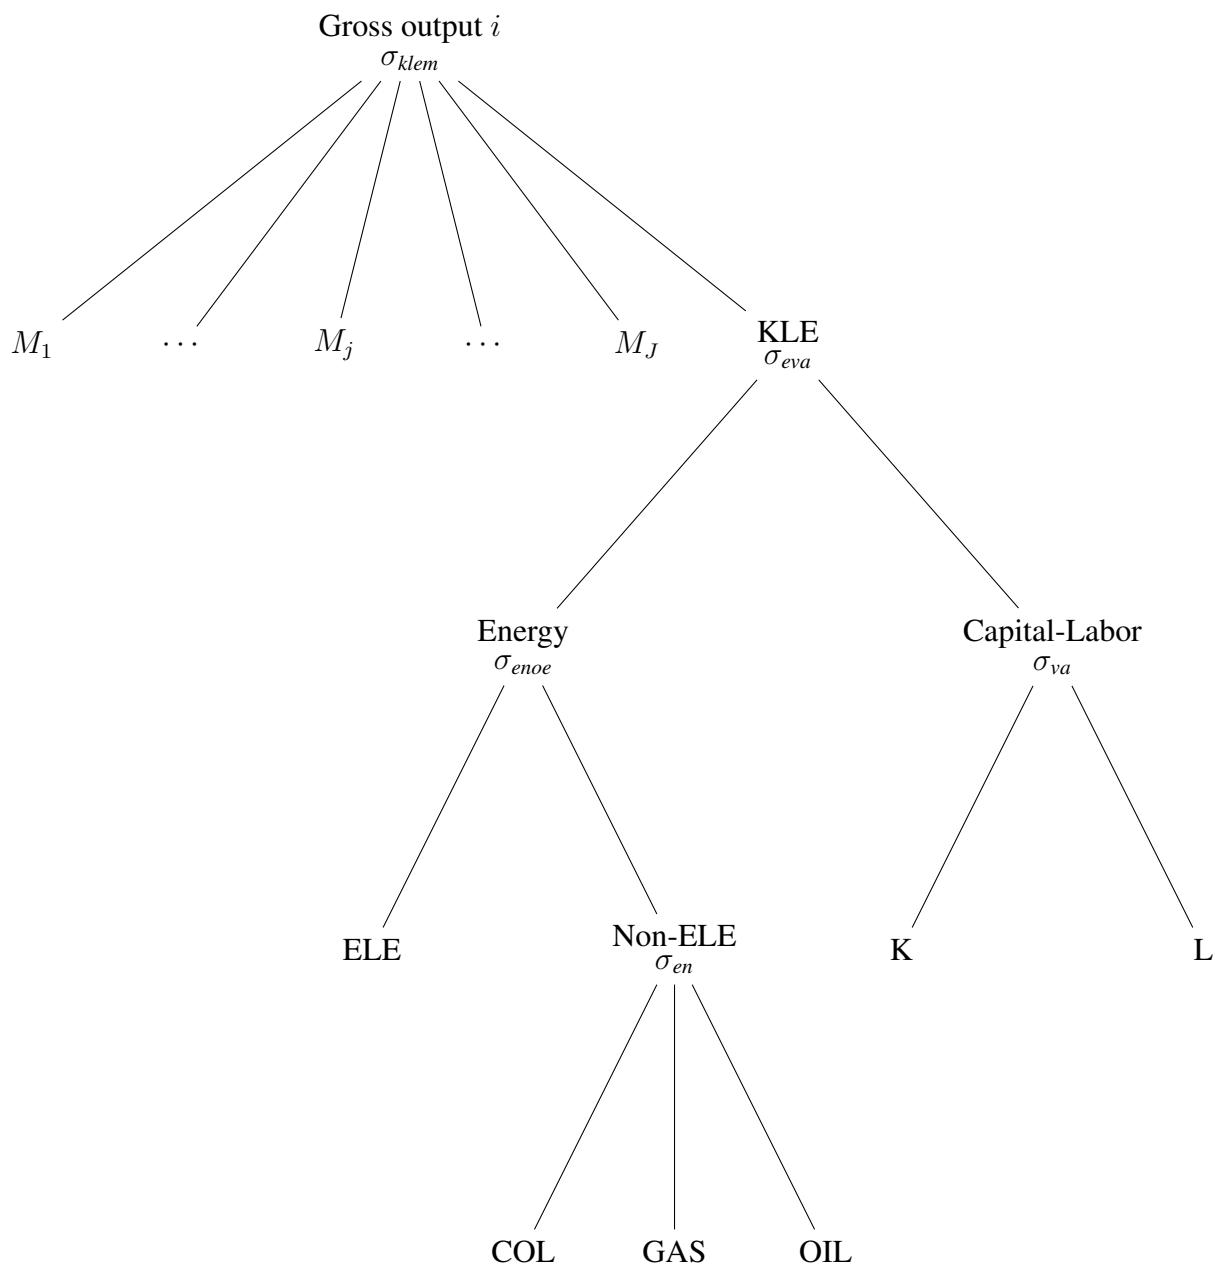 Gross output i
σklem
M1
···
Mj
···
MJ
KLE
σeva
Energy
σenoe
Capital-Labor
σva
ELE
Non-ELE
σen
K
L
COL
GAS
OIL